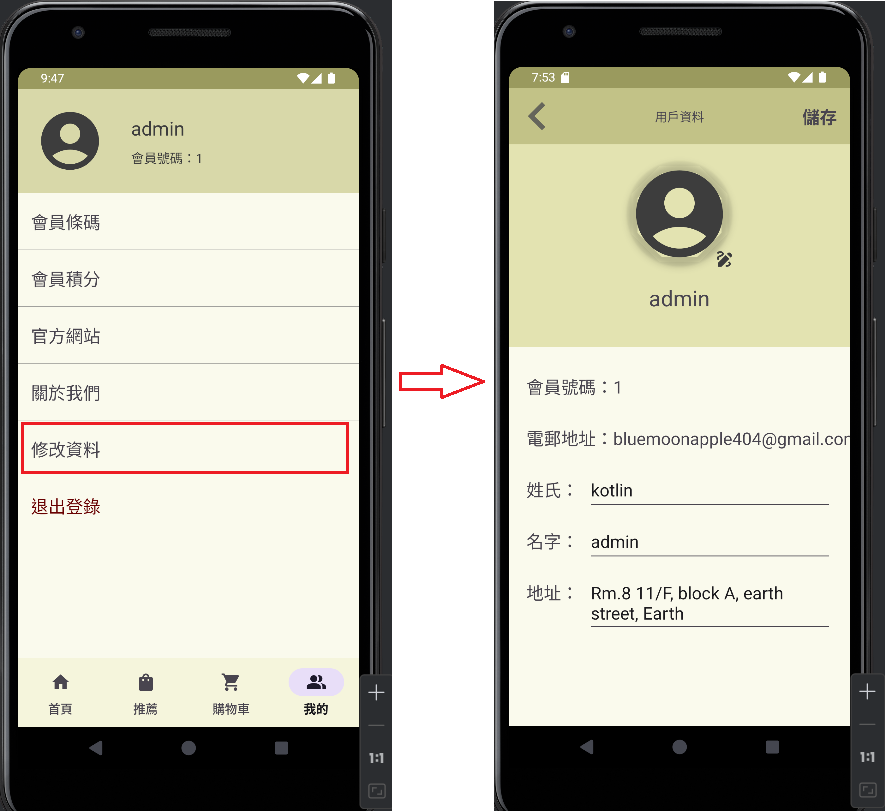 9:47
admin
會員號碼：1
會員條碼
會員積分
官方網站
關於我們
修改資料
退出登錄
首頁
推薦
購物車
我的
1:1
7:53
用戶資料
儲存
admin
會員號碼：1
電郵地址：bluemoonapple404@gmail.com
姓氏： kotlin
名字： admin
地址： Rm.8 11/F, block A, earth
street, Earth
1:1